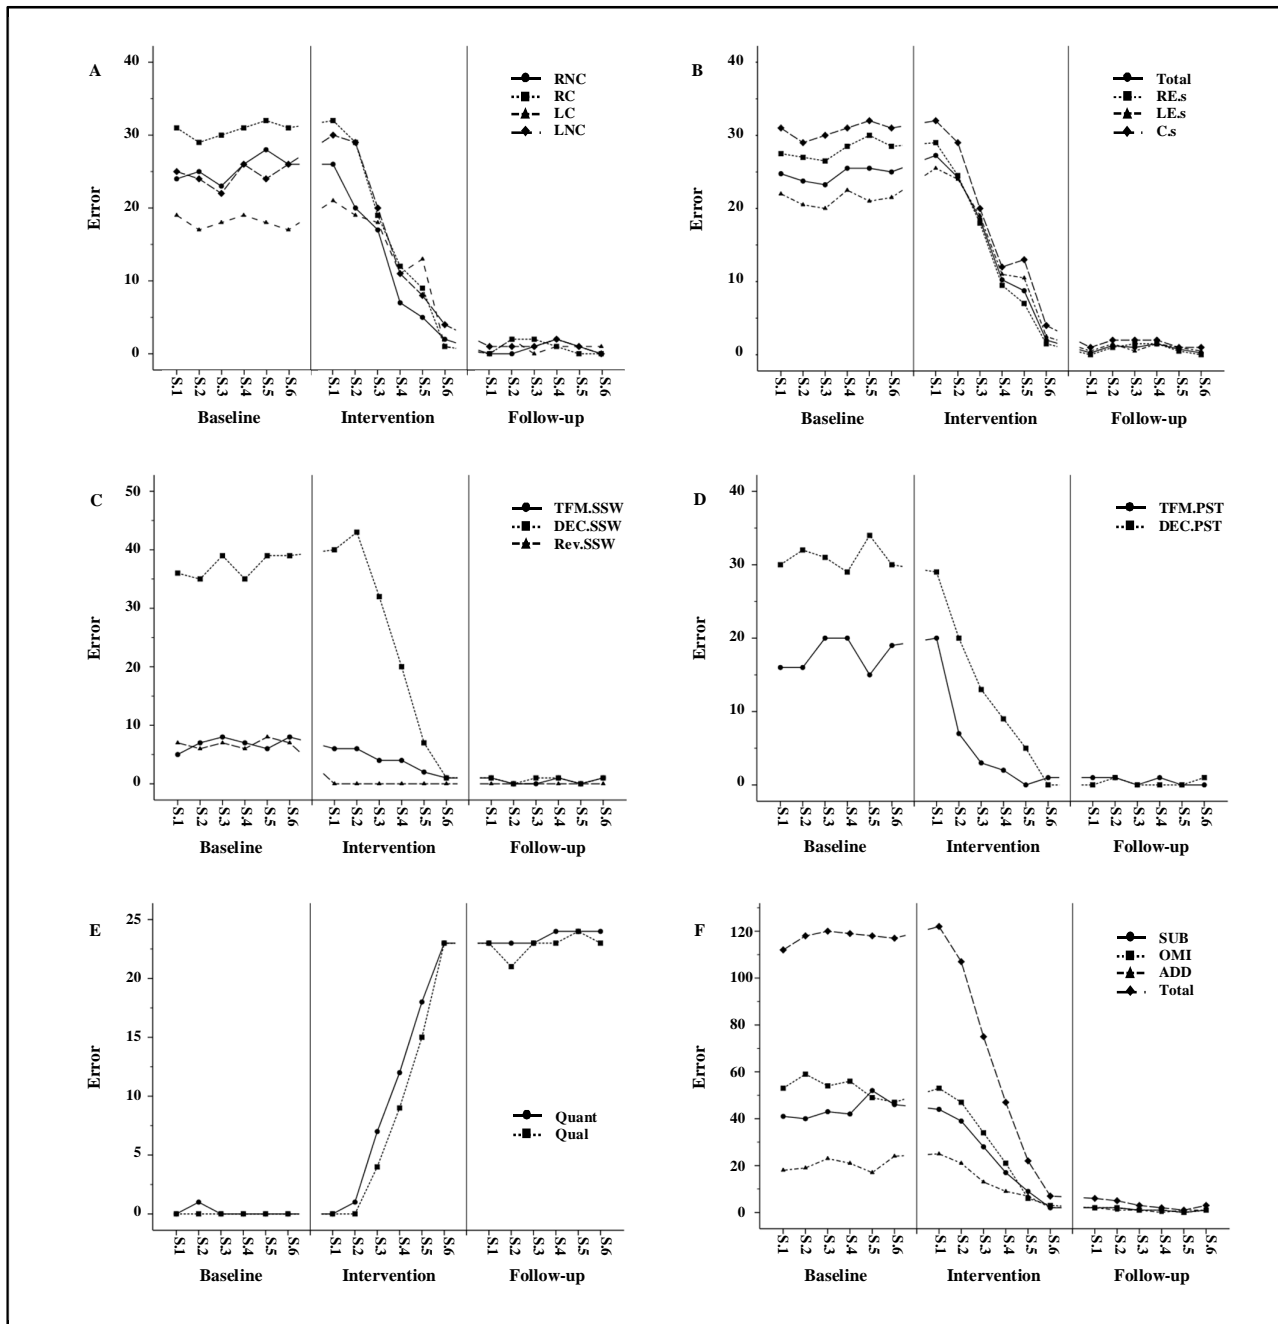 A
40
30
20
10
0
Error
RNC
RC
LC
LNC
S.1 S.2 S.3 S.4 S.5 S.6 S.1 S.2 S.3 S.4 S.5 S.6 S.1 S.2 S.3 S.4 S.5 S.6
Baseline Intervention Follow-up
B
40
30
20
10
0
Error
Total
RE.s
LE.s
C.s
S.1 S.2 S.3 S.4 S.5 S.6 S.1 S.2 S.3 S.4 S.5 S.6 S.1 S.2 S.3 S.4 S.5 S.6
Baseline Intervention Follow-up
C
50
40
30
20
10
0
Error
TFM.SSW
DEC.SSW
Rev.SSW
S.1 S.2 S.3 S.4 S.5 S.6 S.1 S.2 S.3 S.4 S.5 S.6 S.1 S.2 S.3 S.4 S.5 S.6
Baseline Intervention Follow-up
D
40
30
20
10
0
Error
TFM.PST
DEC.PST
S.1 S.2 S.3 S.4 S.5 S.6 S.1 S.2 S.3 S.4 S.5 S.6 S.1 S.2 S.3 S.4 S.5 S.6
Baseline Intervention Follow-up
E
25
20
15
10
5
0
Error
Quant
Qual
S.1 S.2 S.3 S.4 S.5 S.6 S.1 S.2 S.3 S.4 S.5 S.6 S.1 S.2 S.3 S.4 S.5 S.6
Baseline Intervention Follow-up
F
120
100
80
60
40
20
0
Error
SUB
OMI
ADD
Total
S.1 S.2 S.3 S.4 S.5 S.6 S.1 S.2 S.3 S.4 S.5 S.6 S.1 S.2 S.3 S.4 S.5 S.6
Baseline Intervention Follow-up